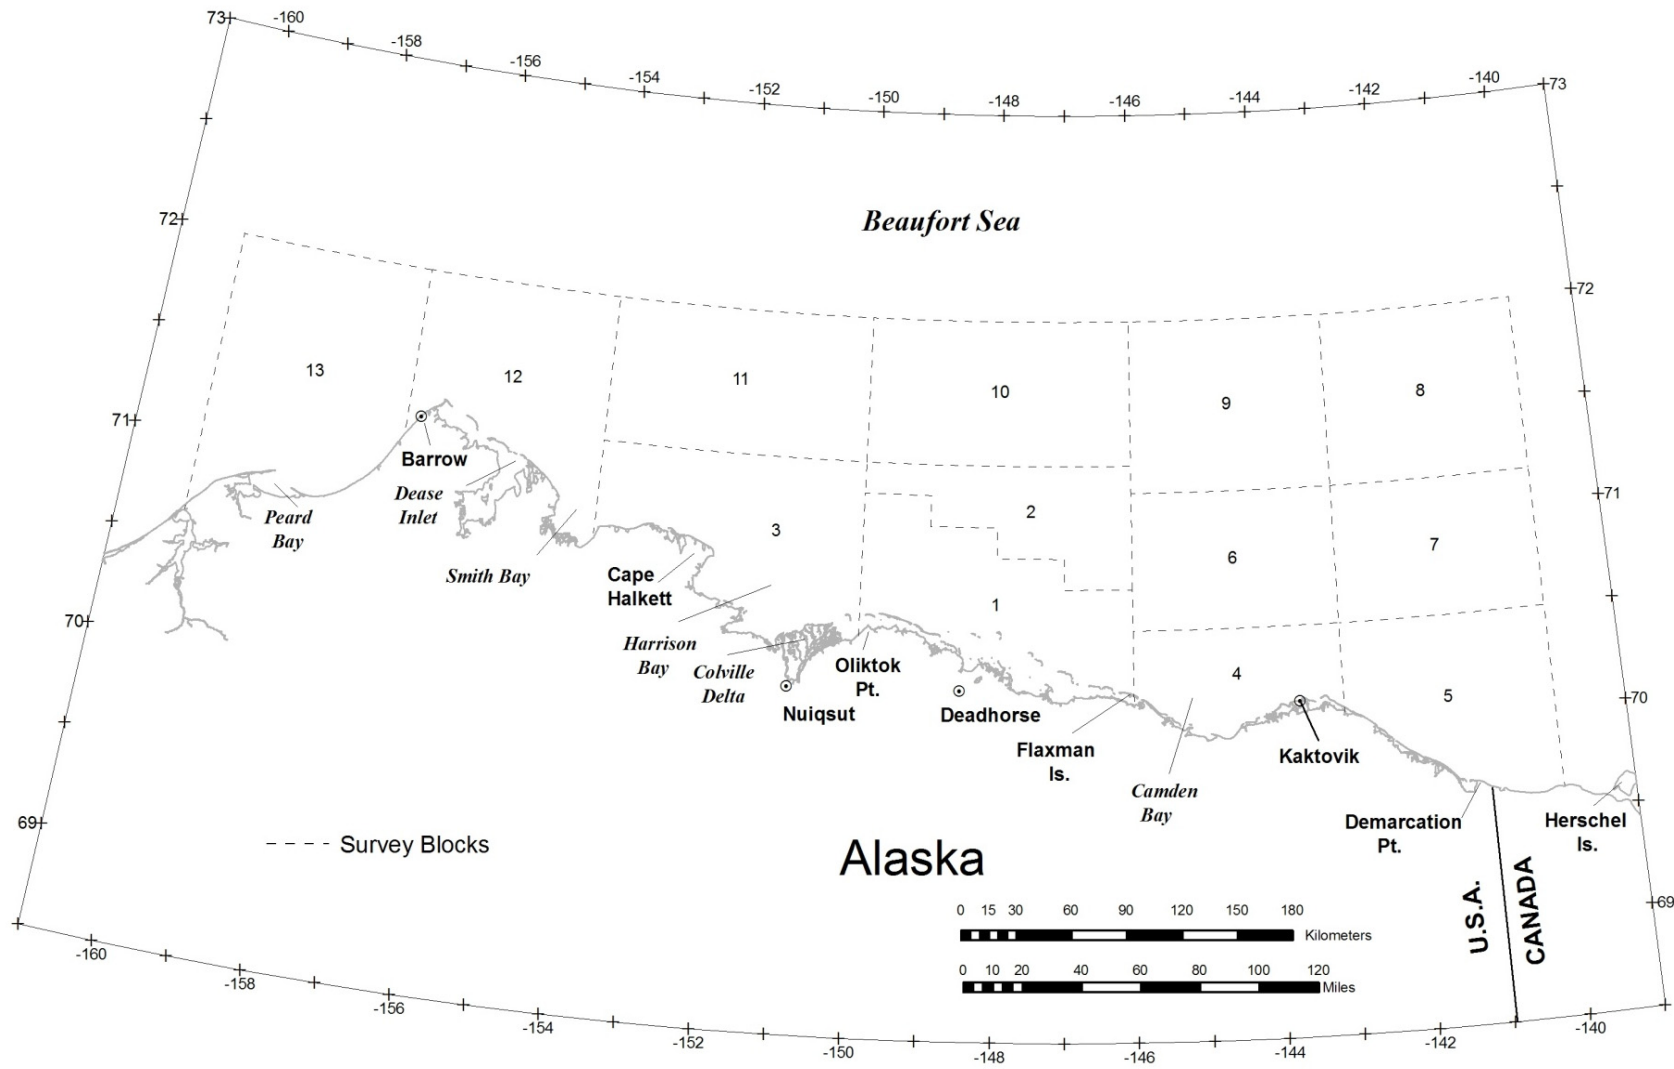 73
-160
-158
-156
-154
-152
-150
-148
-146
-144
-142
-140
73
72
Beaufort Sea
72
13
12
11
10
9
8
71
Barrow
71
Dease
Inlet
Peard
Bay
3
2
6
7
Smith Bay
Cape
Halkett
1
70
Harrison
Bay
Colville
Delta
Oliktok
Pt.
4
5
70
Nuiqsut
Deadhorse
Flaxman
Is.
Kaktovik
Camden
Bay
69
Survey Blocks
Alaska
Demarcation
Pt.
Herschel
Is.
U.S.A.
CANADA
69
0 15 30 60 90 120 150 180
Kilometers
0 10 20 40 60 80 100 120
Miles
-160
-158
-156
-154
-152
-150
-148
-146
-144
-142
-140